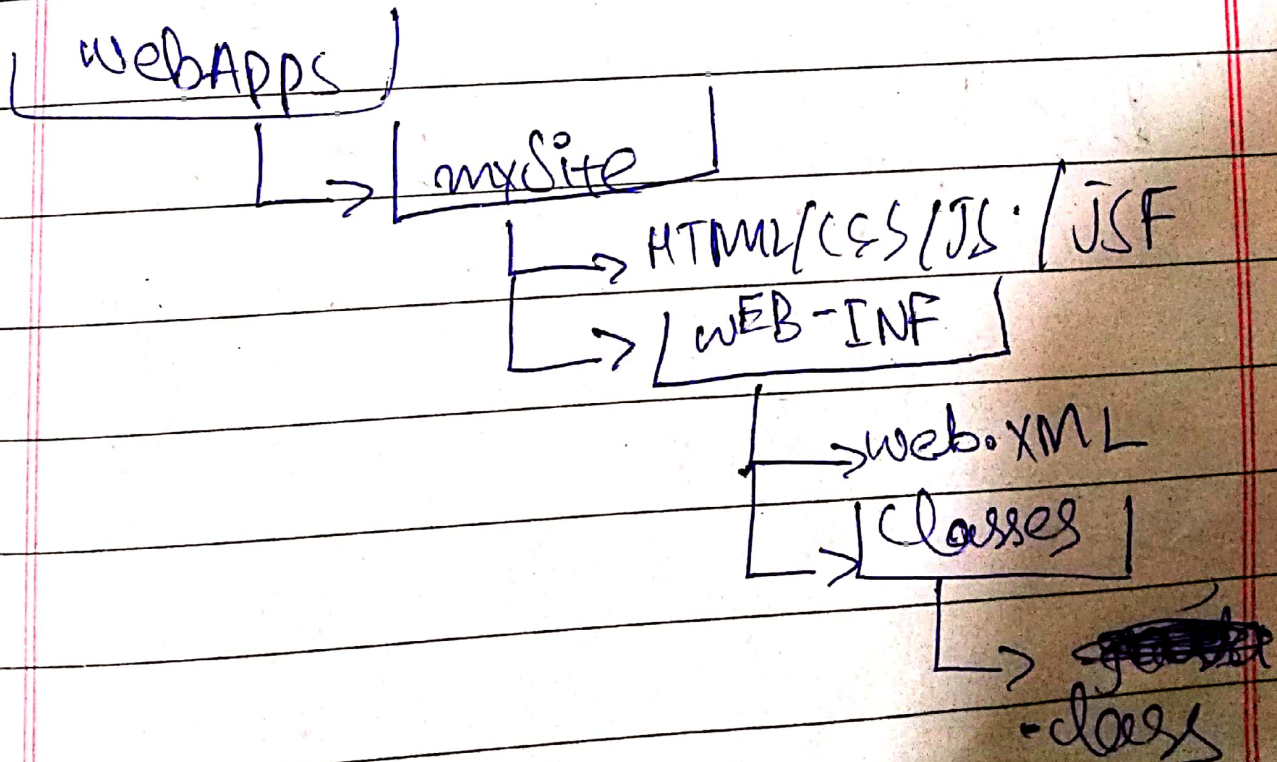 WebApps
mySite
HTML/CSS/JS./JSF
WEB-INF
web.XML
Classes
.class